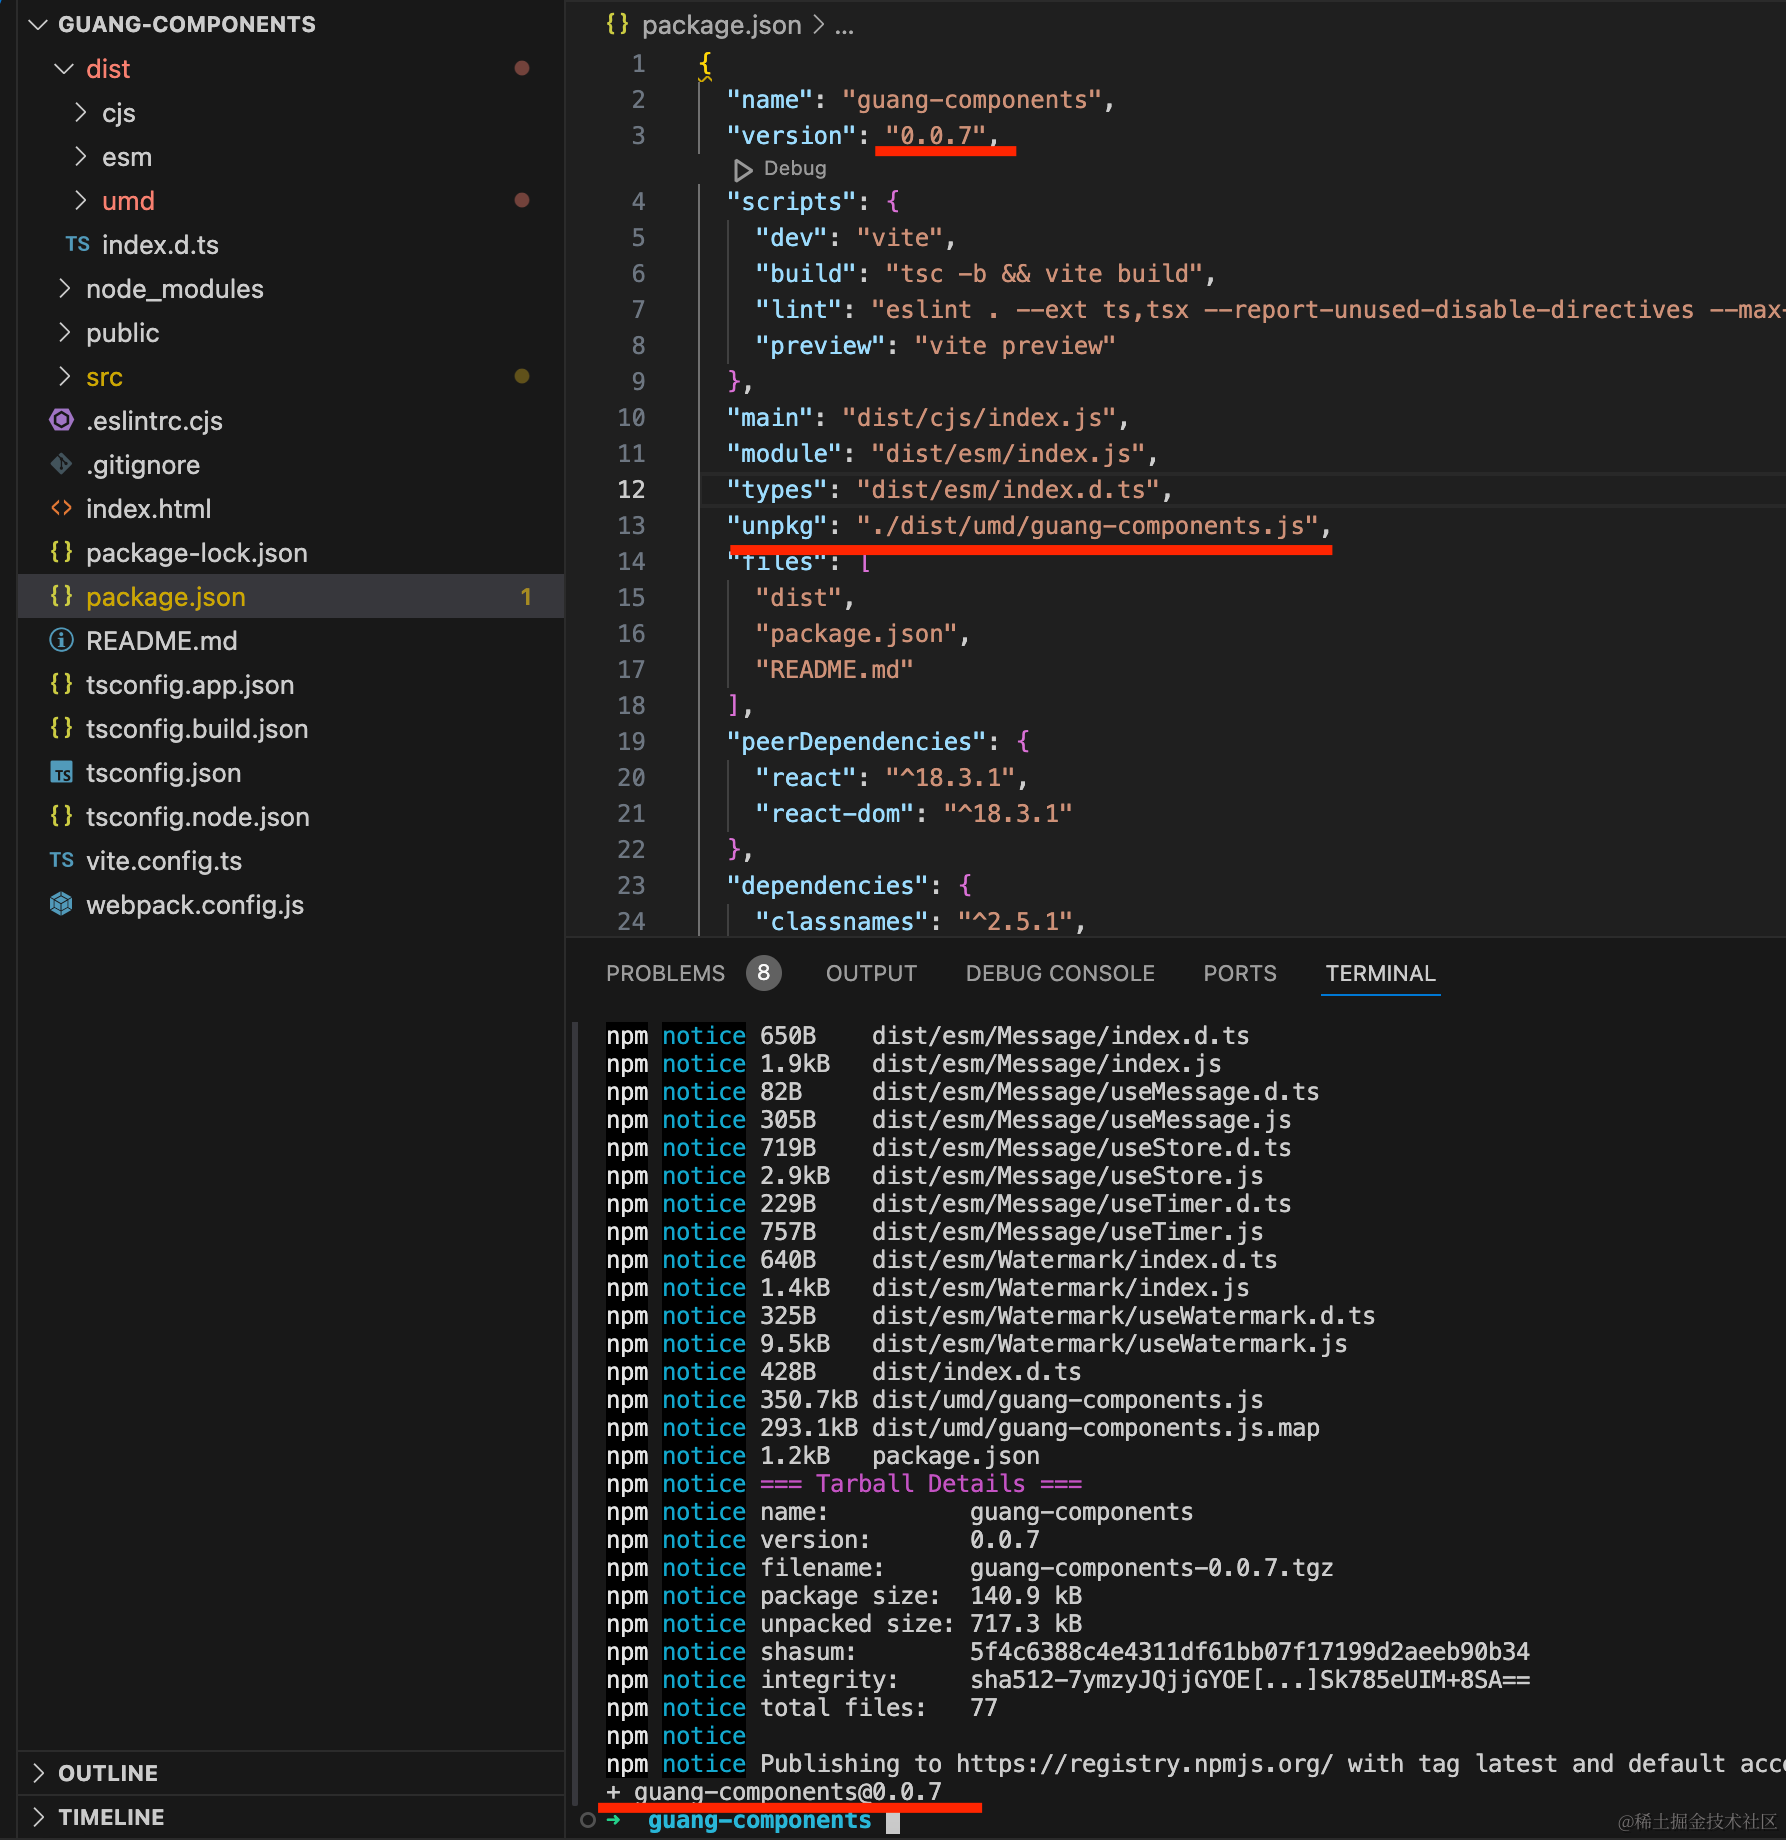 GUANG-COMPONENTS
dist
cjs
esm
umd
TS index.d.ts
node_modules
public
src
.eslintrc.cjs
.gitignore
index.html
{} package-lock.json
{} package.json 1
README.md
{} tsconfig.app.json
{} tsconfig.build.json
TS tsconfig.json
{} tsconfig.node.json
TS vite.config.ts
webpack.config.js
OUTLINE
TIMELINE
{} package.json > ...
1 {
2 "name": "guang-components",
3 "version": "0.0.7",
Debug
4 "scripts": {
5 "dev": "vite",
6 "build": "tsc -b && vite build",
7 "lint": "eslint . --ext ts,tsx --report-unused-disable-directives --max-
8 "preview": "vite preview"
9 },
10 "main": "dist/cjs/index.js",
11 "module": "dist/esm/index.js",
12 "types": "dist/esm/index.d.ts",
13 "unpkg": "./dist/umd/guang-components.js",
14 "files": [
15 "dist",
16 "package.json",
17 "README.md"
18 ],
19 "peerDependencies": {
20 "react": "^18.3.1",
21 "react-dom": "^18.3.1"
22 },
23 "dependencies": {
24 "classnames": "^2.5.1",
PROBLEMS 8 OUTPUT DEBUG CONSOLE PORTS TERMINAL
npm notice 650B dist/esm/Message/index.d.ts
npm notice 1.9kB dist/esm/Message/index.js
npm notice 82B dist/esm/Message/useMessage.d.ts
npm notice 305B dist/esm/Message/useMessage.js
npm notice 719B dist/esm/Message/useStore.d.ts
npm notice 2.9kB dist/esm/Message/useStore.js
npm notice 229B dist/esm/Message/useTimer.d.ts
npm notice 757B dist/esm/Message/useTimer.js
npm notice 640B dist/esm/Watermark/index.d.ts
npm notice 1.4kB dist/esm/Watermark/index.js
npm notice 325B dist/esm/Watermark/useWatermark.d.ts
npm notice 9.5kB dist/esm/Watermark/useWatermark.js
npm notice 428B dist/index.d.ts
npm notice 350.7kB dist/umd/guang-components.js
npm notice 293.1kB dist/umd/guang-components.js.map
npm notice 1.2kB package.json
npm notice === Tarball Details ===
npm notice name: guang-components
npm notice version: 0.0.7
npm notice filename: guang-components-0.0.7.tgz
npm notice package size: 140.9 kB
npm notice unpacked size: 717.3 kB
npm notice shasum: 5f4c6388c4e4311df61bb07f17199d2aeeb90b34
npm notice integrity: sha512-7ymzyJQjjGYOE[...]Sk785eUIM+8SA==
npm notice total files: 77
npm notice
npm notice Publishing to https://registry.npmjs.org/ with tag latest and default acce
+ guang-components@0.0.7
➜ guang-components
@稀土掘金技术社区